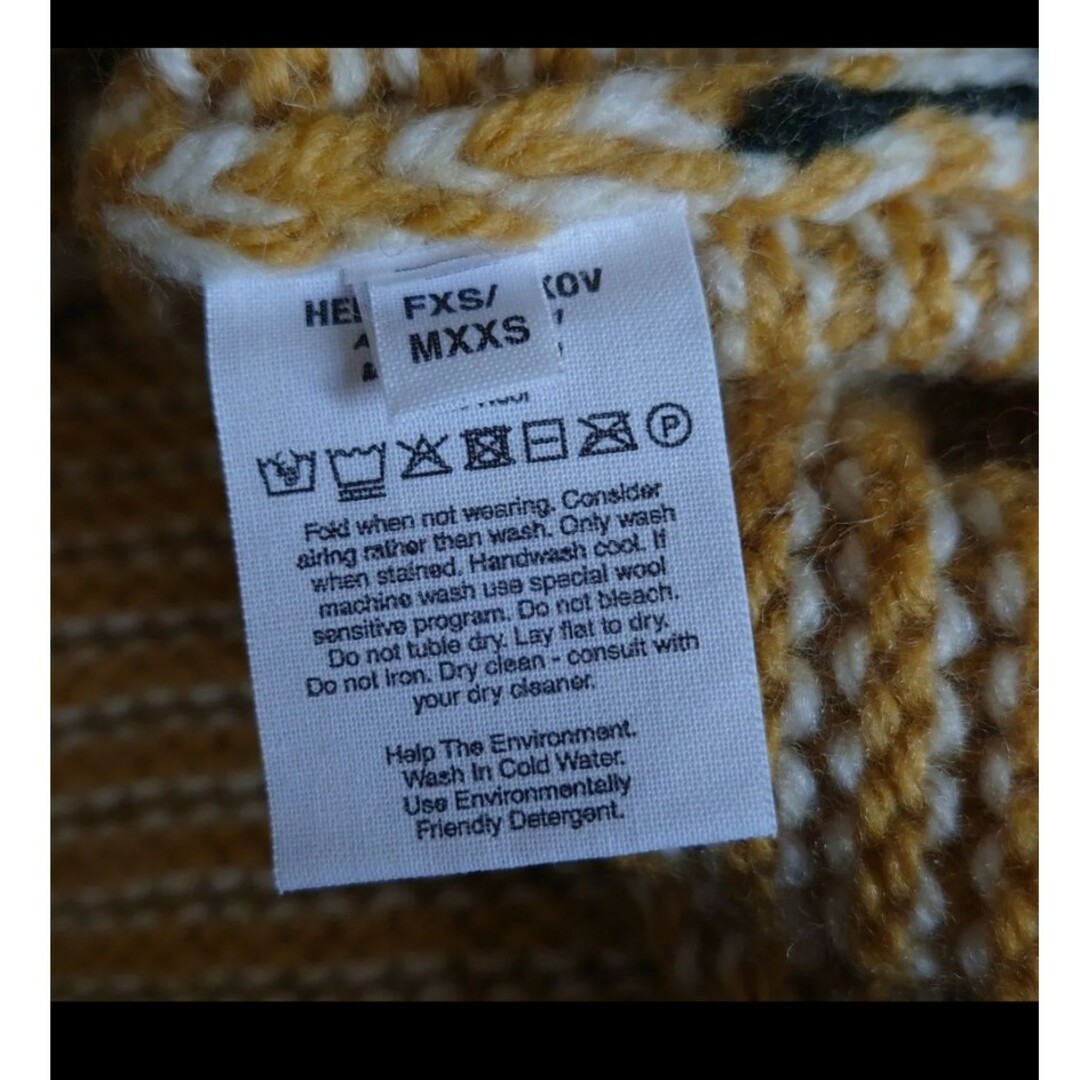 FXS/
MXXS
Wool
P
Fold when not wearing. Consider
airing rather than wash. Only wash
when stained. Handwash cool. If
machine wash use special wool
sensitive program. Do not bleach.
Do not tuble dry. Lay flat to dry.
Do not Iron. Dry clean - consult with
your dry cleaner.
Help The Environment.
Wash In Cold Water.
Use Environmentally
Friendly Detergent.